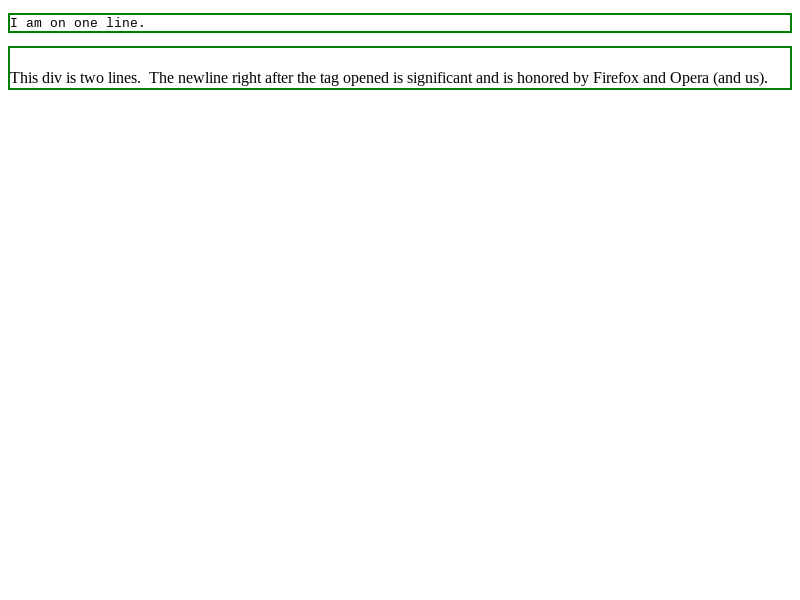 I am on one line.
This div is two lines.  The newline right after the tag opened is significant and is honored by Firefox and Opera (and us).